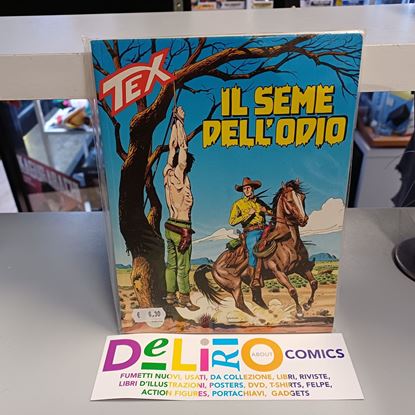 TEX
IL SEME
DELL'ODIO
€ 6,50
DeLiRiO ABOUT COMICS
FUMETTI NUOVI, USATI, DA COLLEZIONE, LIBRI, RIVISTE,
LIBRI D'ILLUSTRAZIONI, POSTERS, DVD, T-SHIRTS, FELPE,
ACTION FIGURES, PORTACHIAVI, GADGETS